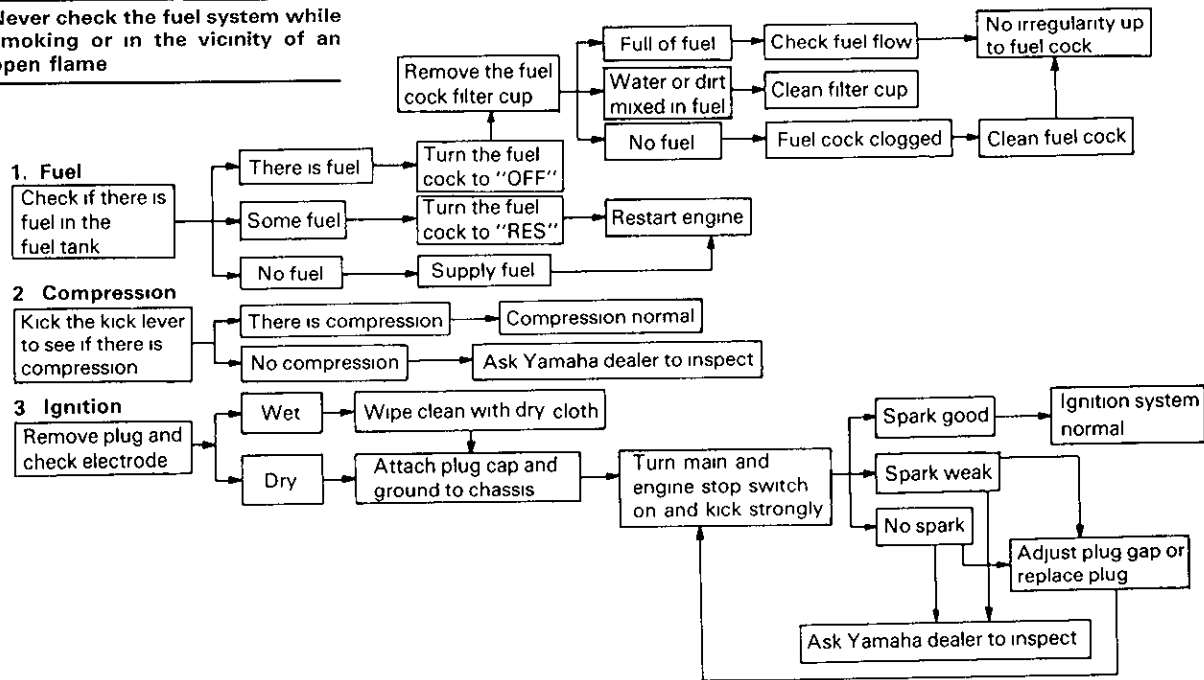 Never check the fuel system while
smoking or in the vicinity of an
open flame
Full of fuel
Check fuel flow
No irregularity up
to fuel cock
Remove the fuel
cock filter cup
Water or dirt
mixed in fuel
Clean filter cup
No fuel
Fuel cock clogged
Clean fuel cock
1. Fuel
Check if there is
fuel in the
fuel tank
There is fuel
Turn the fuel
cock to "OFF"
Some fuel
Turn the fuel
cock to "RES"
Restart engine
No fuel
Supply fuel
2 Compression
Kick the kick lever
to see if there is
compression
There is compression
Compression normal
No compression
Ask Yamaha dealer to inspect
3 Ignition
Remove plug and
check electrode
Wet
Wipe clean with dry cloth
Dry
Attach plug cap and
ground to chassis
Turn main and
engine stop switch
on and kick strongly
Spark good
Ignition system
normal
Spark weak
No spark
Adjust plug gap or
replace plug
Ask Yamaha dealer to inspect